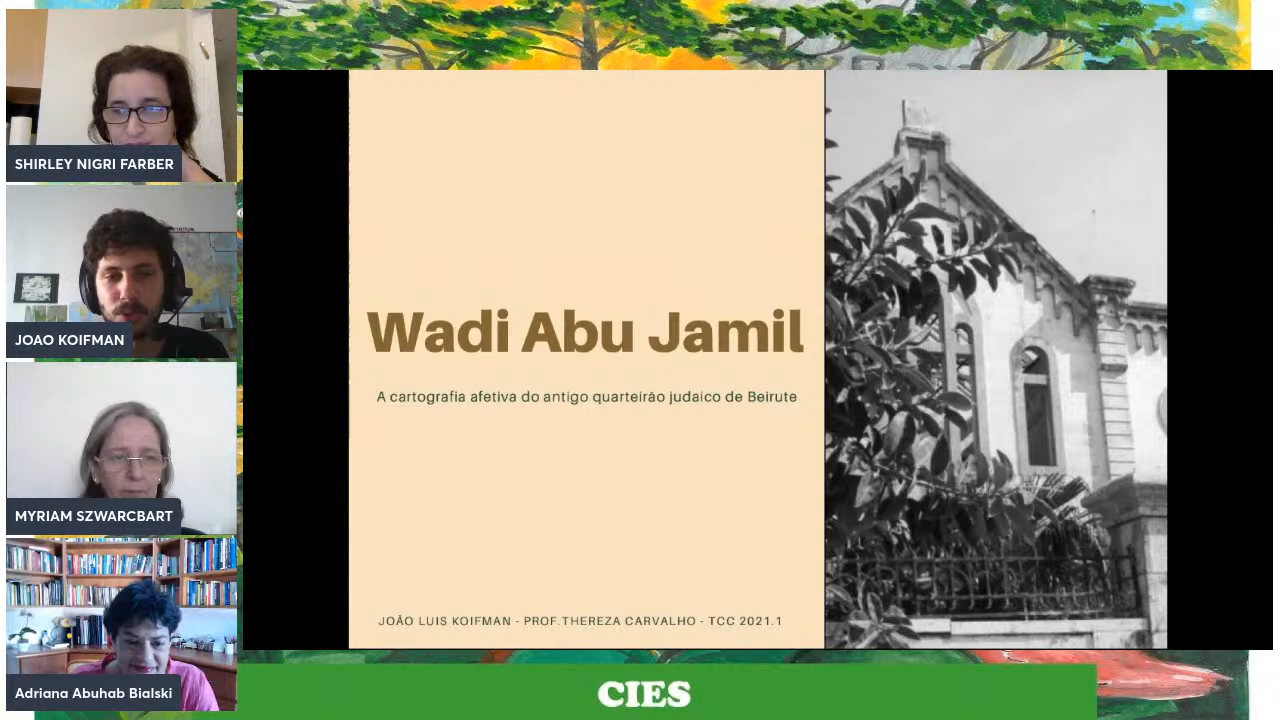 SHIRLEY NIGRI FARBER
JOAO KOIFMAN
MYRIAM SZWARCBART
Adriana Abuhab Bialski
Wadi Abu Jamil
A cartografia afetiva do antigo quarteirão judaico de Beirute
JOÃO LUIS KOIFMAN - PROF.THEREZA CARVALHO - TCC 2021.1
CIES